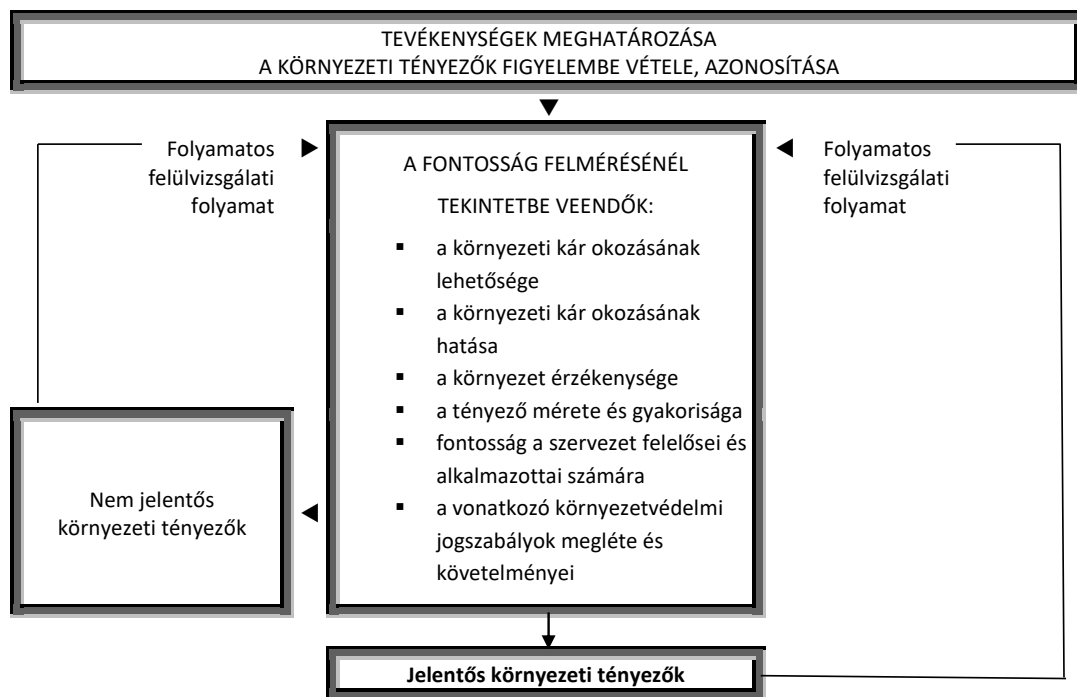 TEVÉKENYSÉGEK MEGHATÁROZÁSA
A KÖRNYEZETI TÉNYEZŐK FIGYELEMBE VÉTELE, AZONOSÍTÁSA
Folyamatos
felülvizsgálati
folyamat
A FONTOSSÁG FELMÉRÉSÉNÉL
TEKINTETBE VEENDŐK:
▪ a környezeti kár okozásának
lehetősége
▪ a környezeti kár okozásának
hatása
▪ a környezet érzékenysége
▪ a tényező mérete és gyakorisága
▪ fontosság a szervezet felelősei és
alkalmazottai számára
▪ a vonatkozó környezetvédelmi
jogszabályok megléte és
követelményei
Folyamatos
felülvizsgálati
folyamat
Nem jelentős
környezeti tényezők
Jelentős környezeti tényezők